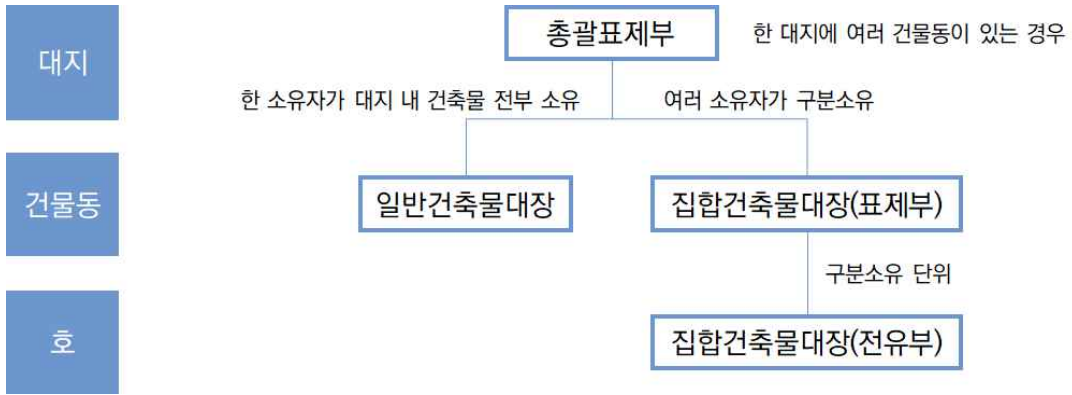 대지
총괄표제부
한 대지에 여러 건물동이 있는 경우
한 소유자가 대지 내 건축물 전부 소유
여러 소유자가 구분소유
건물동
일반건축물대장
집합건축물대장(표제부)
구분소유 단위
호
집합건축물대장(전유부)